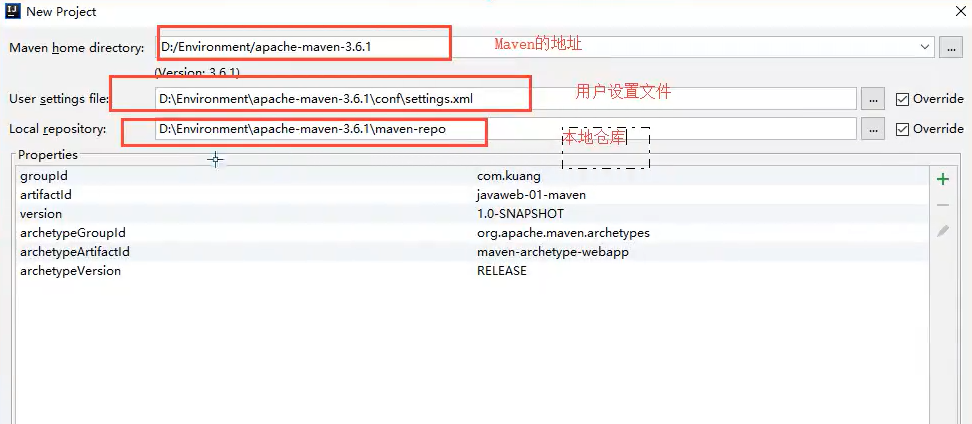 New Project
Maven home directory: D:/Environment/apache-maven-3.6.1 Maven的地址 ...
(Version: 3.6.1)
User settings file: D:\Environment\apache-maven-3.6.1\conf\settings.xml 用户设置文件 ... Override
Local repository: D:\Environment\apache-maven-3.6.1\maven-repo 本地仓库 ... Override
Properties
groupId com.kuang
artifactId javaweb-01-maven
version 1.0-SNAPSHOT
archetypeGroupId org.apache.maven.archetypes
archetypeArtifactId maven-archetype-webapp
archetypeVersion RELEASE